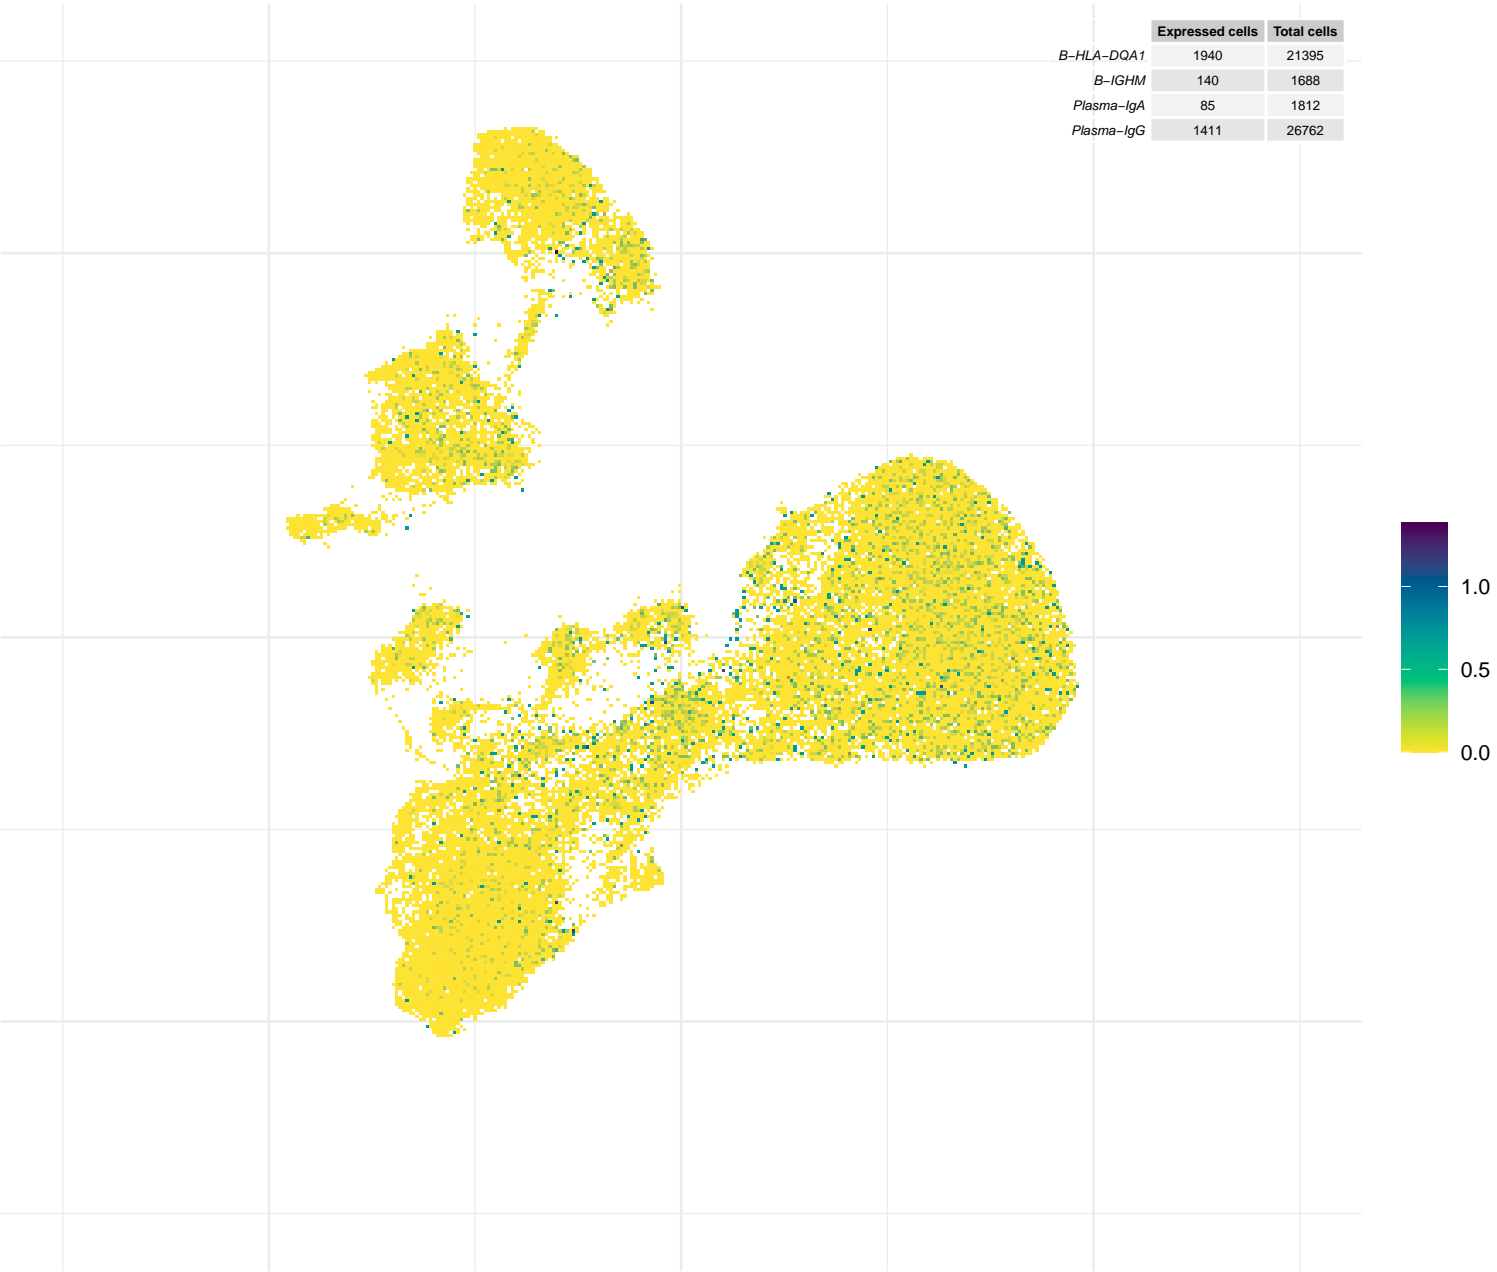 Expressed cells Total cells
B−HLA−DQA1 1940 21395
B−IGHM 140 1688
Plasma−IgA 85 1812
Plasma−IgG 1411 26762
1.0
0.5
0.0